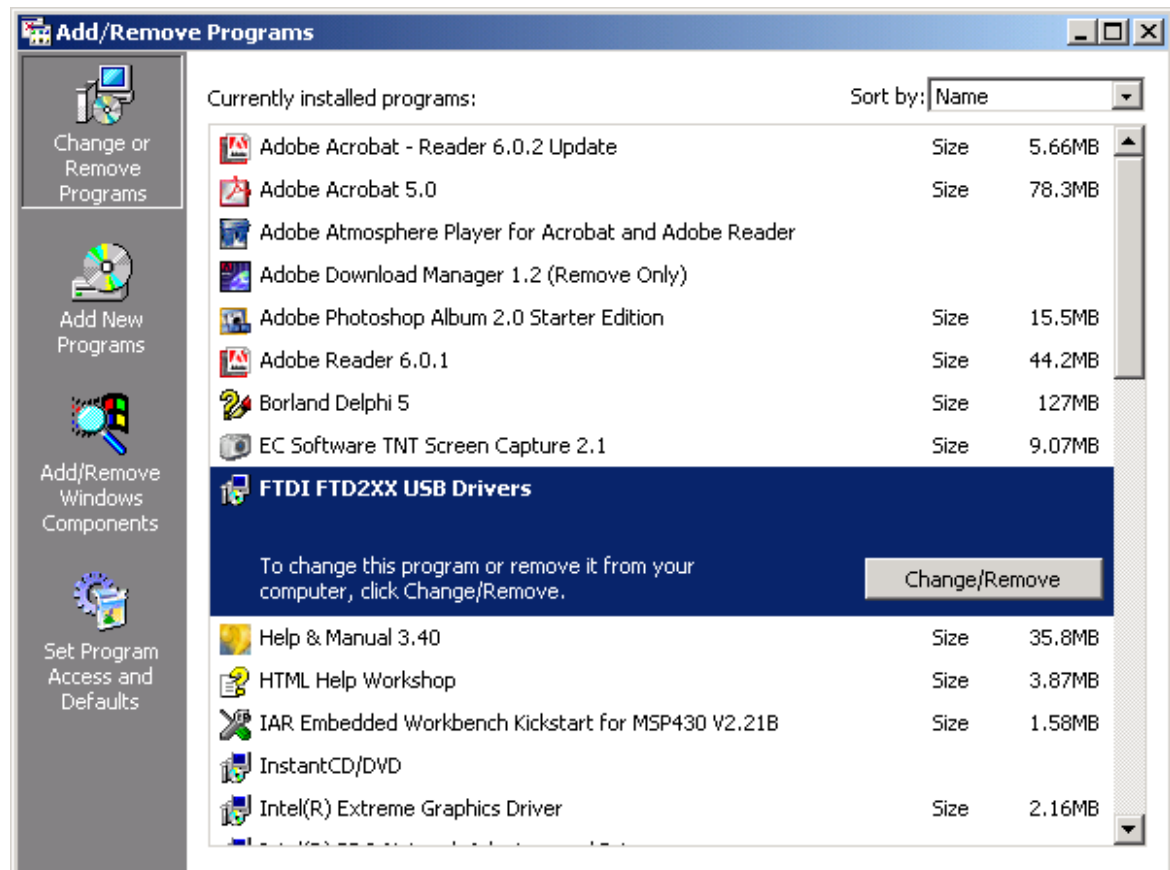 Add/Remove Programs
Currently installed programs:
Sort by: Name
Change or
Remove
Programs
Add New
Programs
Add/Remove
Windows
Components
Set Program
Access and
Defaults
Adobe Acrobat - Reader 6.0.2 Update Size 5.66MB
Adobe Acrobat 5.0 Size 78.3MB
Adobe Atmosphere Player for Acrobat and Adobe Reader
Adobe Download Manager 1.2 (Remove Only)
Adobe Photoshop Album 2.0 Starter Edition Size 15.5MB
Adobe Reader 6.0.1 Size 44.2MB
Borland Delphi 5 Size 127MB
EC Software TNT Screen Capture 2.1 Size 9.07MB
FTDI FTD2XX USB Drivers
To change this program or remove it from your
computer, click Change/Remove.
Change/Remove
Help & Manual 3.40 Size 35.8MB
HTML Help Workshop Size 3.87MB
IAR Embedded Workbench Kickstart for MSP430 V2.21B Size 1.58MB
InstantCD/DVD
Intel(R) Extreme Graphics Driver Size 2.16MB